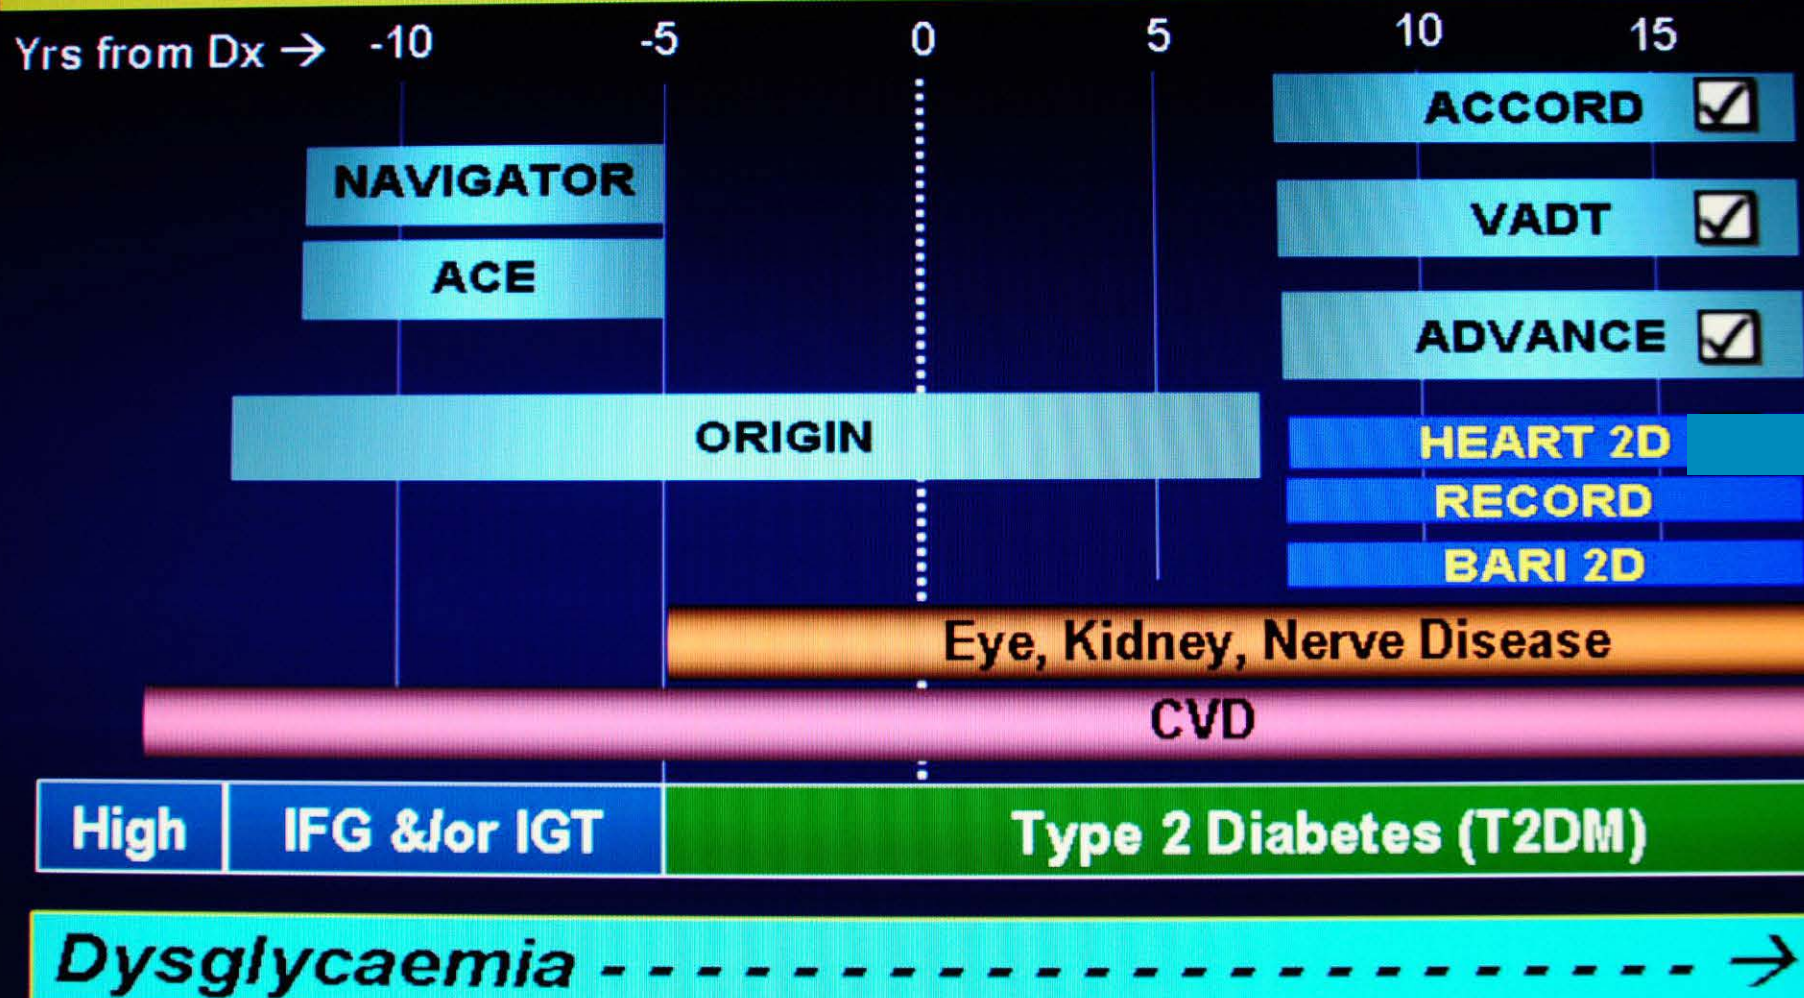 Yrs from Dx → -10 -5 0 5 10 15
ACCORD
NAVIGATOR
VADT
ACE
ADVANCE
ORIGIN
HEART 2D
RECORD
BARI 2D
Eye, Kidney, Nerve Disease
CVD
High IFG &/or IGT Type 2 Diabetes (T2DM)
Dysglycaemia